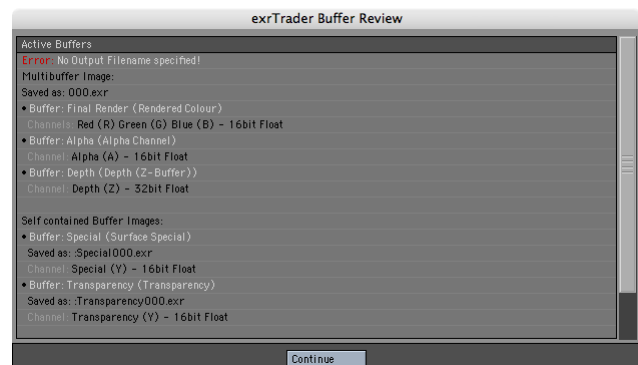 exrTrader Buffer Review
Active Buffers
Error: No Output Filename specified!
Multibuffer Image:
Saved as: 000.exr
• Buffer: Final Render (Rendered Colour)
Channels: Red (R) Green (G) Blue (B) - 16bit Float
• Buffer: Alpha (Alpha Channel)
Channel: Alpha (A) - 16bit Float
• Buffer: Depth (Depth (Z-Buffer))
Channel: Depth (Z) - 32bit Float
Self contained Buffer Images:
• Buffer: Special (Surface Special)
Saved as: :Special000.exr
Channel: Special (Y) - 16bit Float
• Buffer: Transparency (Transparency)
Saved as: :Transparency000.exr
Channel: Transparency (Y) - 16bit Float
Continue